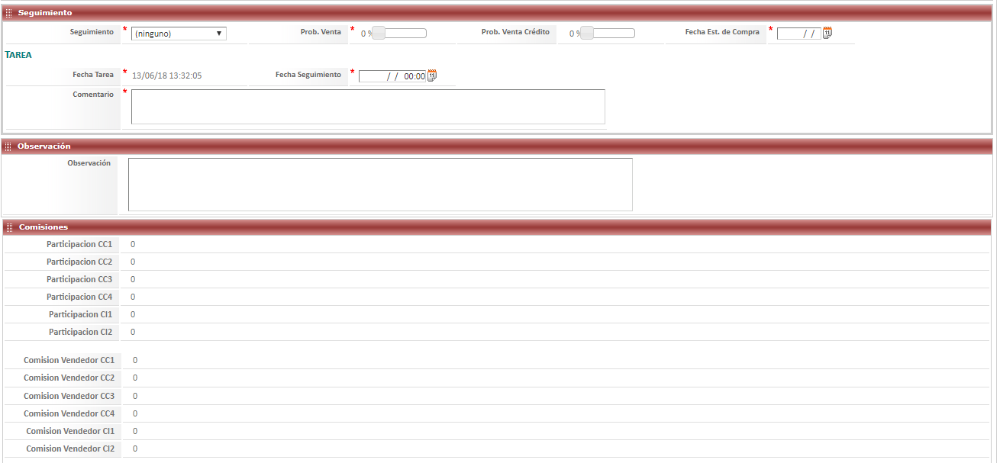 Seguimiento
Seguimiento * (ninguno) Prob. Venta * 0 % Prob. Venta Crédito 0 % Fecha Est. de Compra * / / 11
TAREA
Fecha Tarea * 13/06/18 13:32:05 Fecha Seguimiento * / / 00:00 11
Comentario *
Observación
Observación
Comisiones
Participacion CC1 0
Participacion CC2 0
Participacion CC3 0
Participacion CC4 0
Participacion CI1 0
Participacion CI2 0
Comision Vendedor CC1 0
Comision Vendedor CC2 0
Comision Vendedor CC3 0
Comision Vendedor CC4 0
Comision Vendedor CI1 0
Comision Vendedor CI2 0